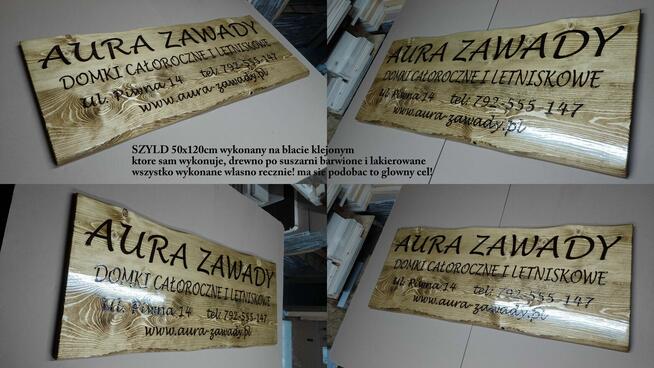 AURA ZAWADY
DOMKI CAŁOROCZNE I LETNISKOWE
ul. Równa 14 tel: 792-555-147
www.aura-zawady.pl
AURA ZAWADY
DOMKI CAŁOROCZNE I LETNISKOWE
ul. Równa 14 tel: 792-555-147
www.aura-zawady.pl
SZYLD 50x120cm wykonany na blacie klejonym
ktore sam wykonuje, drewno po suszarni barwione i lakierowane
wszystko wykonane własno recznie! ma sie podobac to glowny cel!
AURA ZAWADY
DOMKI CAŁOROCZNE I LETNISKOWE
ul. Równa 14 tel: 792-555-147
www.aura-zawady.pl
AURA ZAWADY
DOMKI CAŁOROCZNE I LETNISKOWE
ul. Równa 14 tel: 792-555-147
www.aura-zawady.pl